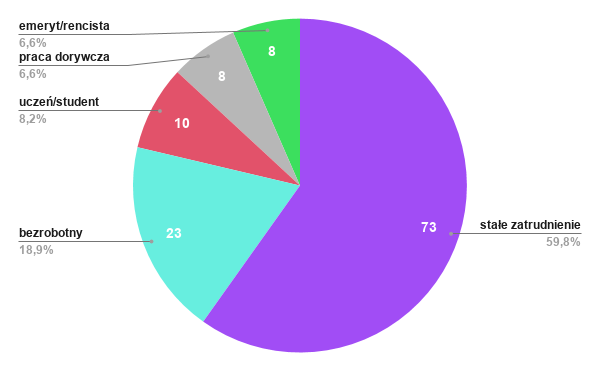 emeryt/rencista
6,6%
praca dorywcza
6,6%
uczeń/student
8,2%
bezrobotny
18,9%
8
8
10
23
73
stałe zatrudnienie
59,8%